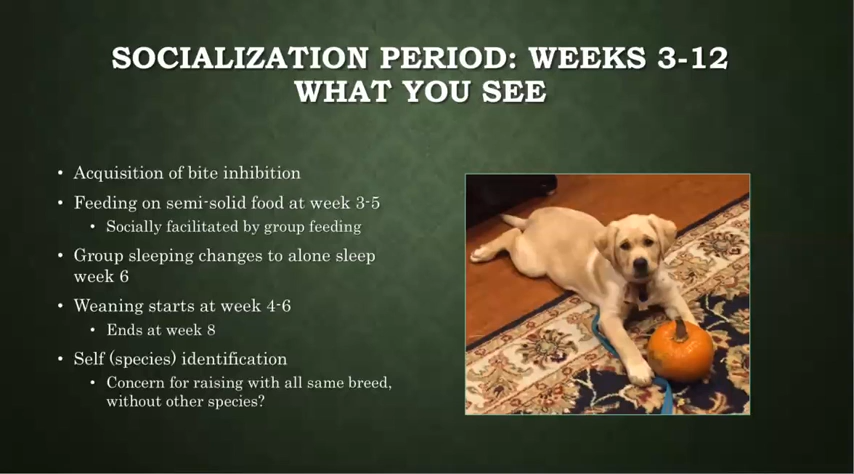 SOCIALIZATION PERIOD: WEEKS 3-12
WHAT YOU SEE
• Acquisition of bite inhibition
• Feeding on semi-solid food at week 3-5
• Socially facilitated by group feeding
• Group sleeping changes to alone sleep
week 6
• Weaning starts at week 4-6
• Ends at week 8
• Self (species) identification
• Concern for raising with all same breed,
without other species?